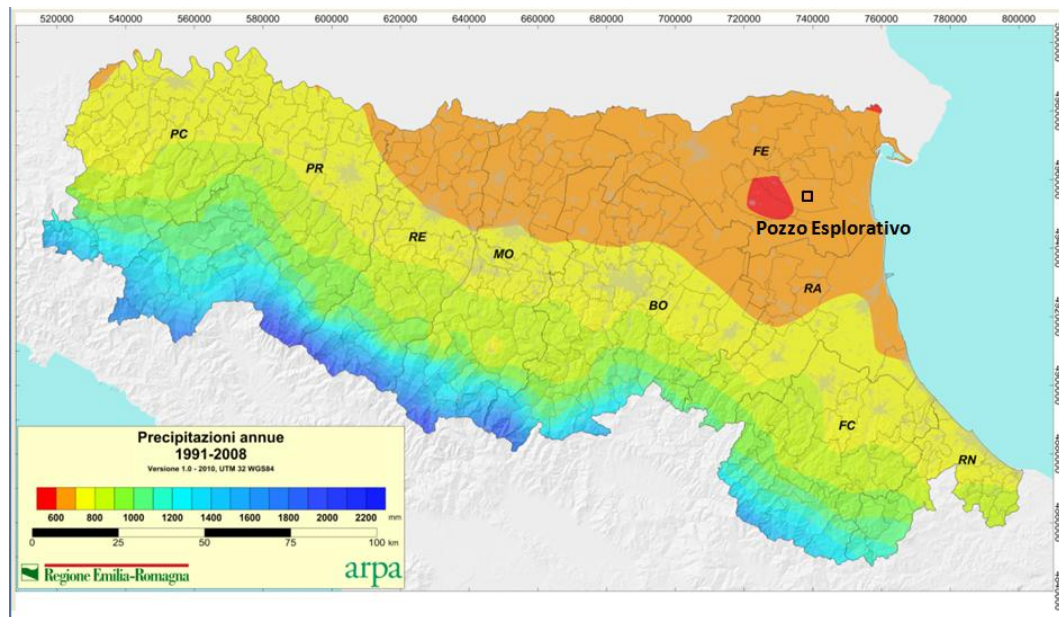 520000 540000 560000 580000 600000 620000 640000 660000 680000 700000 720000 740000 760000 780000 800000
PC
FE
PR
Pozzo Esplorativo
RE
MO
BO
RA
FC
RN
Precipitazioni annue
1991-2008
Versione 1.0 - 2010, UTM 32 WGS84
600 800 1000 1200 1400 1600 1800 2000 2200 mm
0 25 50 75 100 km
Regione Emilia-Romagna
arpa